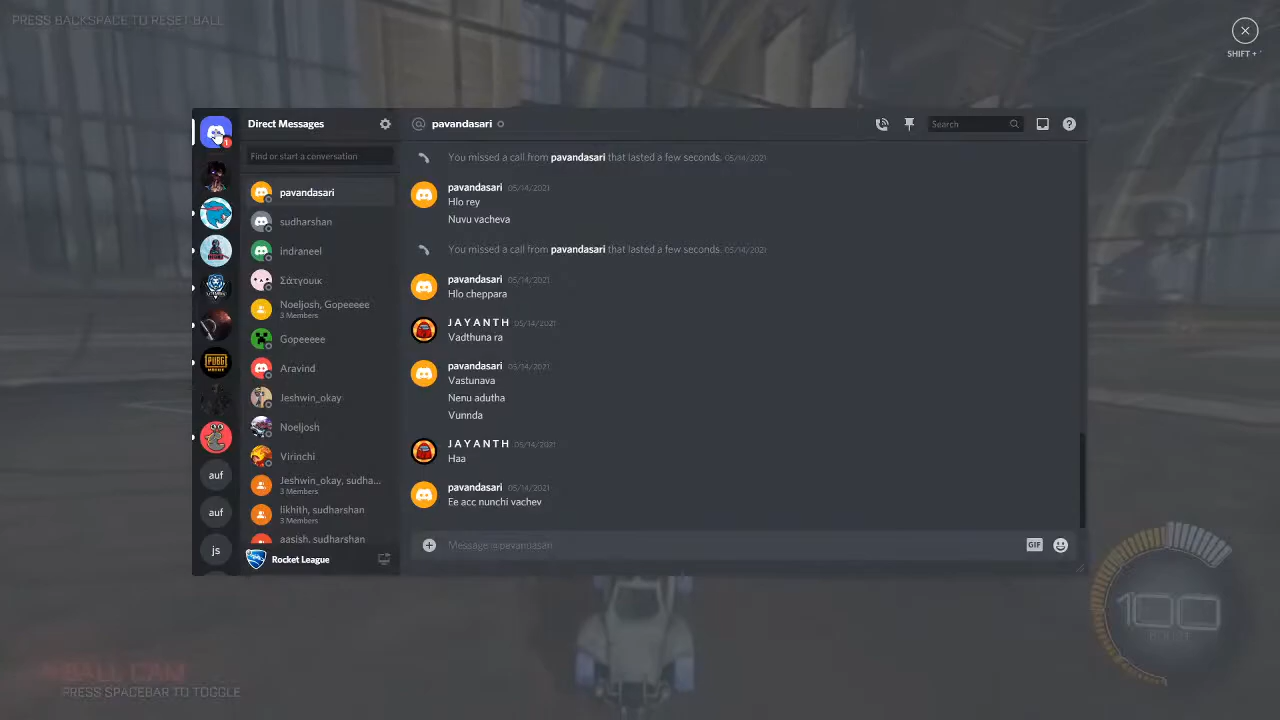 PRESS BACKSPACE TO RESET BALL
SHIFT + `
Direct Messages
pavandasari
Search
Find or start a conversation
pavandasari
sudharshan
indraneel
Σάτγουικ
Noeljosh, Gopeeeee
3 Members
Gopeeeee
Aravind
Jeshwin_okay
Noeljosh
Virinchi
Jeshwin_okay, sudha...
3 Members
likhith, sudharshan
3 Members
aasish, sudharshan
Rocket League
1
PUBG
MOBILE
auf
auf
js
You missed a call from pavandasari that lasted a few seconds. 05/14/2021
pavandasari 05/14/2021
Hlo rey
Nuvu vacheva
You missed a call from pavandasari that lasted a few seconds. 05/14/2021
pavandasari 05/14/2021
Hlo cheppara
J A Y A N T H 05/14/2021
Vadthuna ra
pavandasari 05/14/2021
Vastunava
Nenu adutha
Vunnda
J A Y A N T H 05/14/2021
Haa
pavandasari 05/14/2021
Ee acc nunchi vachev
Message @pavandasari
GIF
100
BOOST
BALL CAM
PRESS SPACEBAR TO TOGGLE